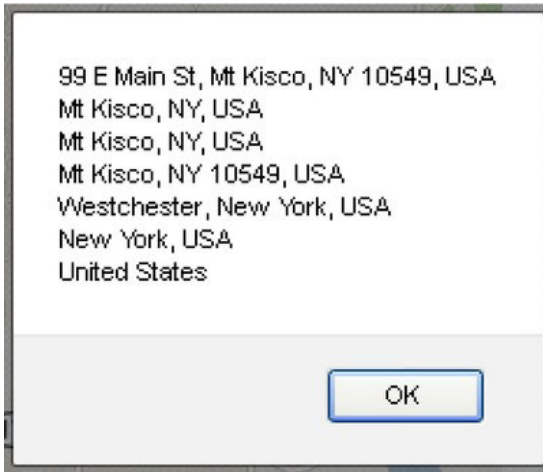 99 E Main St, Mt Kisco, NY 10549, USA
Mt Kisco, NY, USA
Mt Kisco, NY, USA
Mt Kisco, NY 10549, USA
Westchester, New York, USA
New York, USA
United States
OK